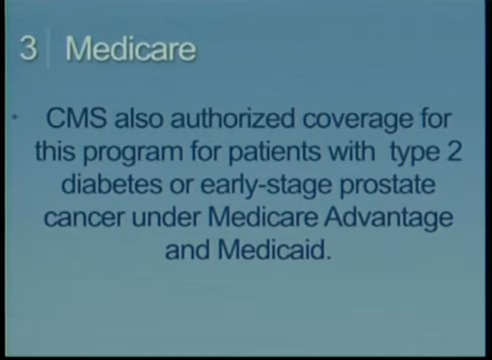 3 Medicare
• CMS also authorized coverage for
this program for patients with type 2
diabetes or early-stage prostate
cancer under Medicare Advantage
and Medicaid.